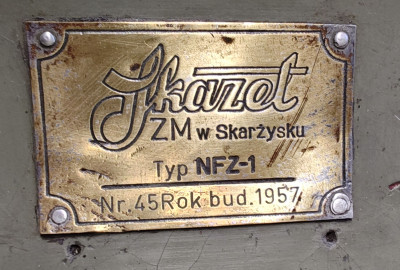 Skazet
ZM w Skarżysku
Typ NFZ-1
Nr. 45 Rok bud. 1957